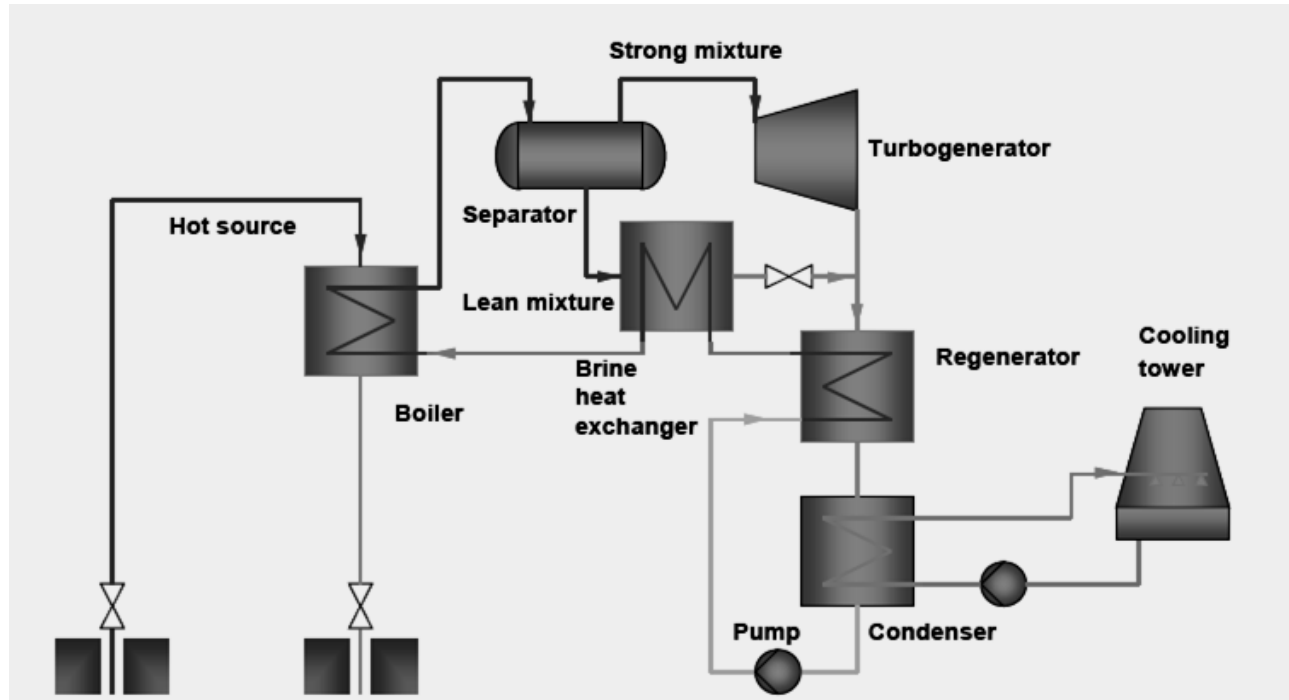 Strong mixture
Turbogenerator
Separator
Hot source
Lean mixture
Cooling
tower
Regenerator
Brine
heat
exchanger
Boiler
Pump
Condenser